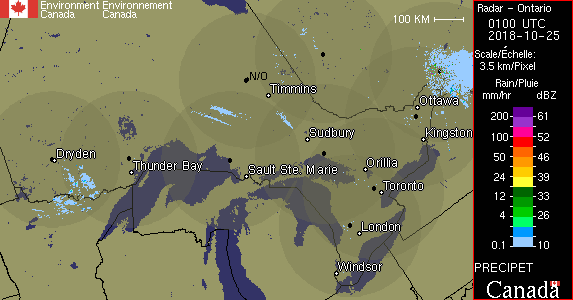 Environment Environnement
Canada Canada
100 KM
N/O
Timmins
Ottawa
Sudbury
Kingston
Dryden
Thunder Bay
Sault Ste. Marie
Orillia
Toronto
London
Windsor
Radar - Ontario
0100 UTC
2018-10-25
Scale/Échelle:
3.5 km/Pixel
Rain/Pluie
mm/hr dBZ
200 61
100 52
50 46
24 39
12 33
4 26
0.1 10
PRECIPET
Canada